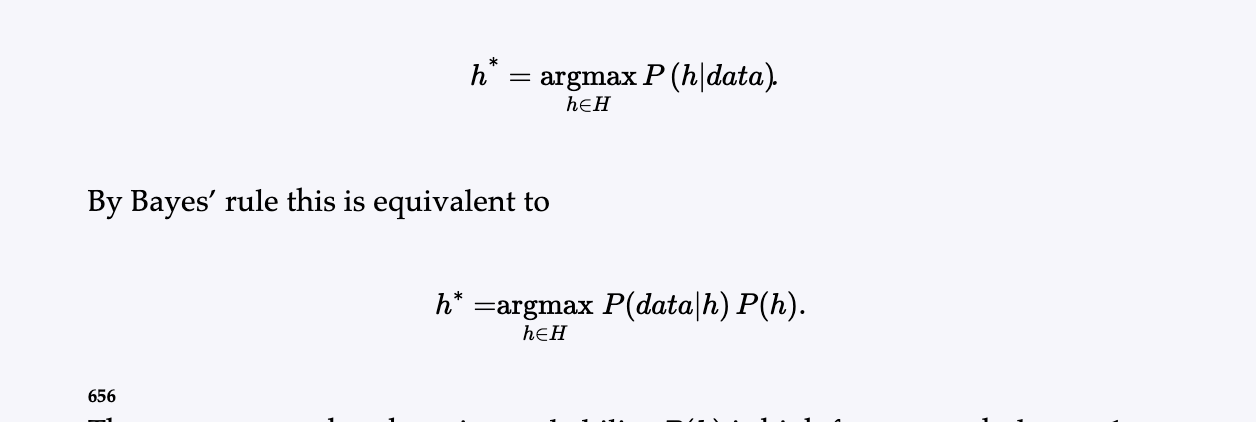 h* = argmax P (h|data).
h∈H
By Bayes’ rule this is equivalent to
h* =argmax P(data|h) P(h).
h∈H
656